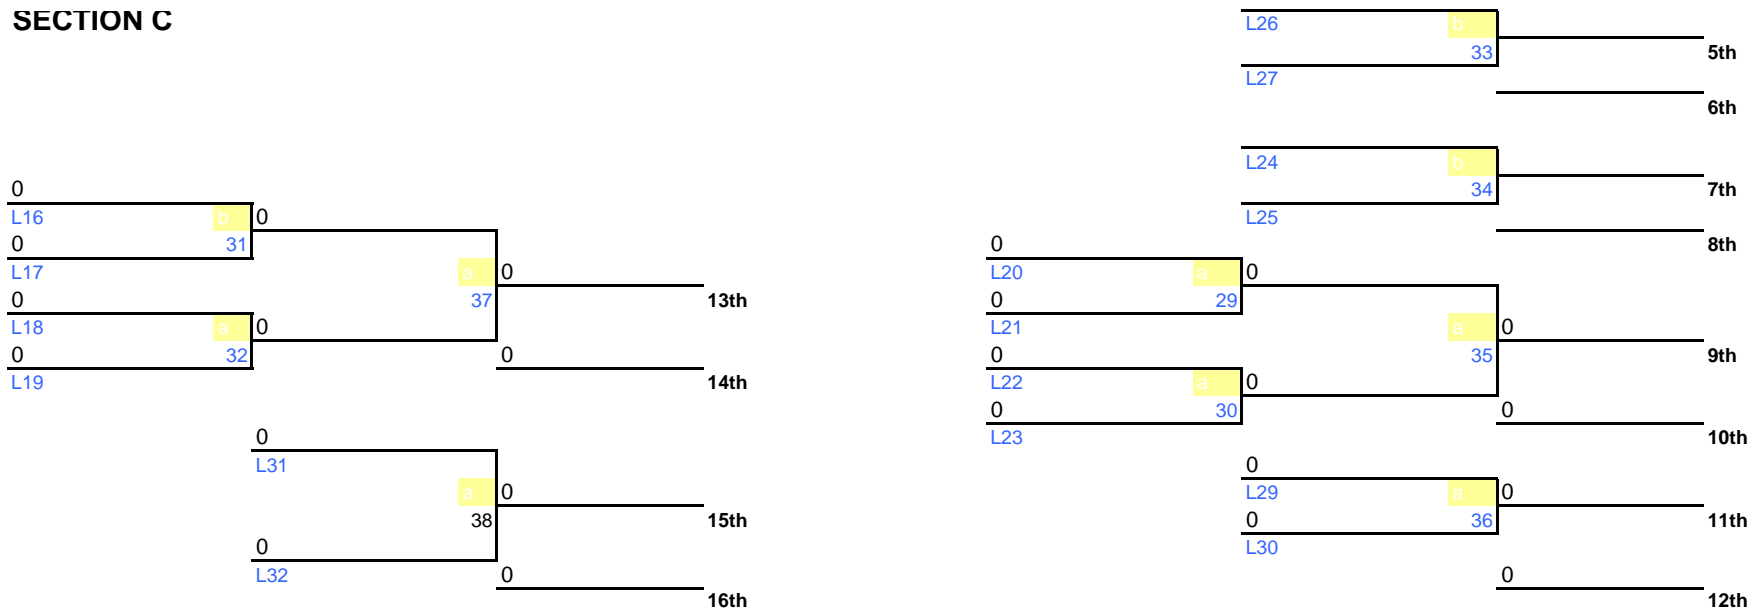 SECTION C
L26 b
33 5th
L27
6th
L24 b
34 7th
L25
8th
0
L16 b 0
0 31
L17
a 0
37 13th
0
L18 a 0
0 32
L19
0
14th
0
L31
a 0
38 15th
0
L32
0
16th
0
L20 a 0
0 29
L21
a 0
35 9th
0
L22 a 0
0 30
L23
0
10th
0
L29 a 0
0 36 11th
L30
0
12th